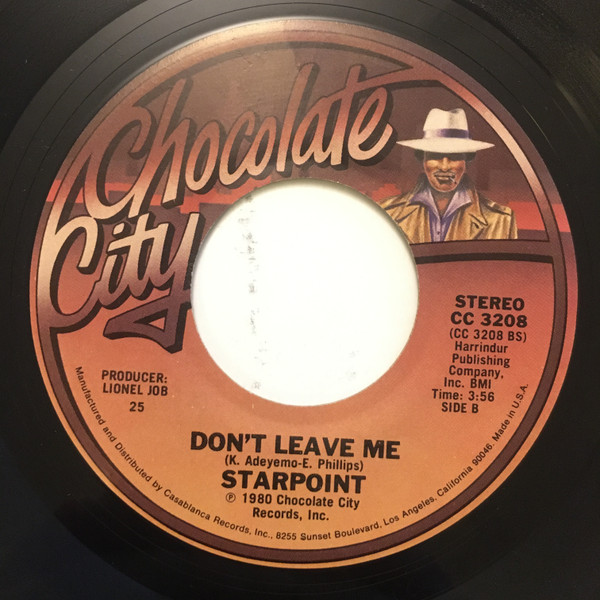 Chocolate
City
STEREO
CC 3208
(CC 3208 BS)
Harrindur
Publishing
Company,
Inc. BMI
Time: 3:56
SIDE B
PRODUCER:
LIONEL JOB
25
DON'T LEAVE ME
(K. Adeyemo-E. Phillips)
STARPOINT
℗ 1980 Chocolate City
Records, Inc.
Manufactured and Distributed by Casablanca Records, Inc., 8255 Sunset Boulevard, Los Angeles, California 90046. Made in U.S.A.